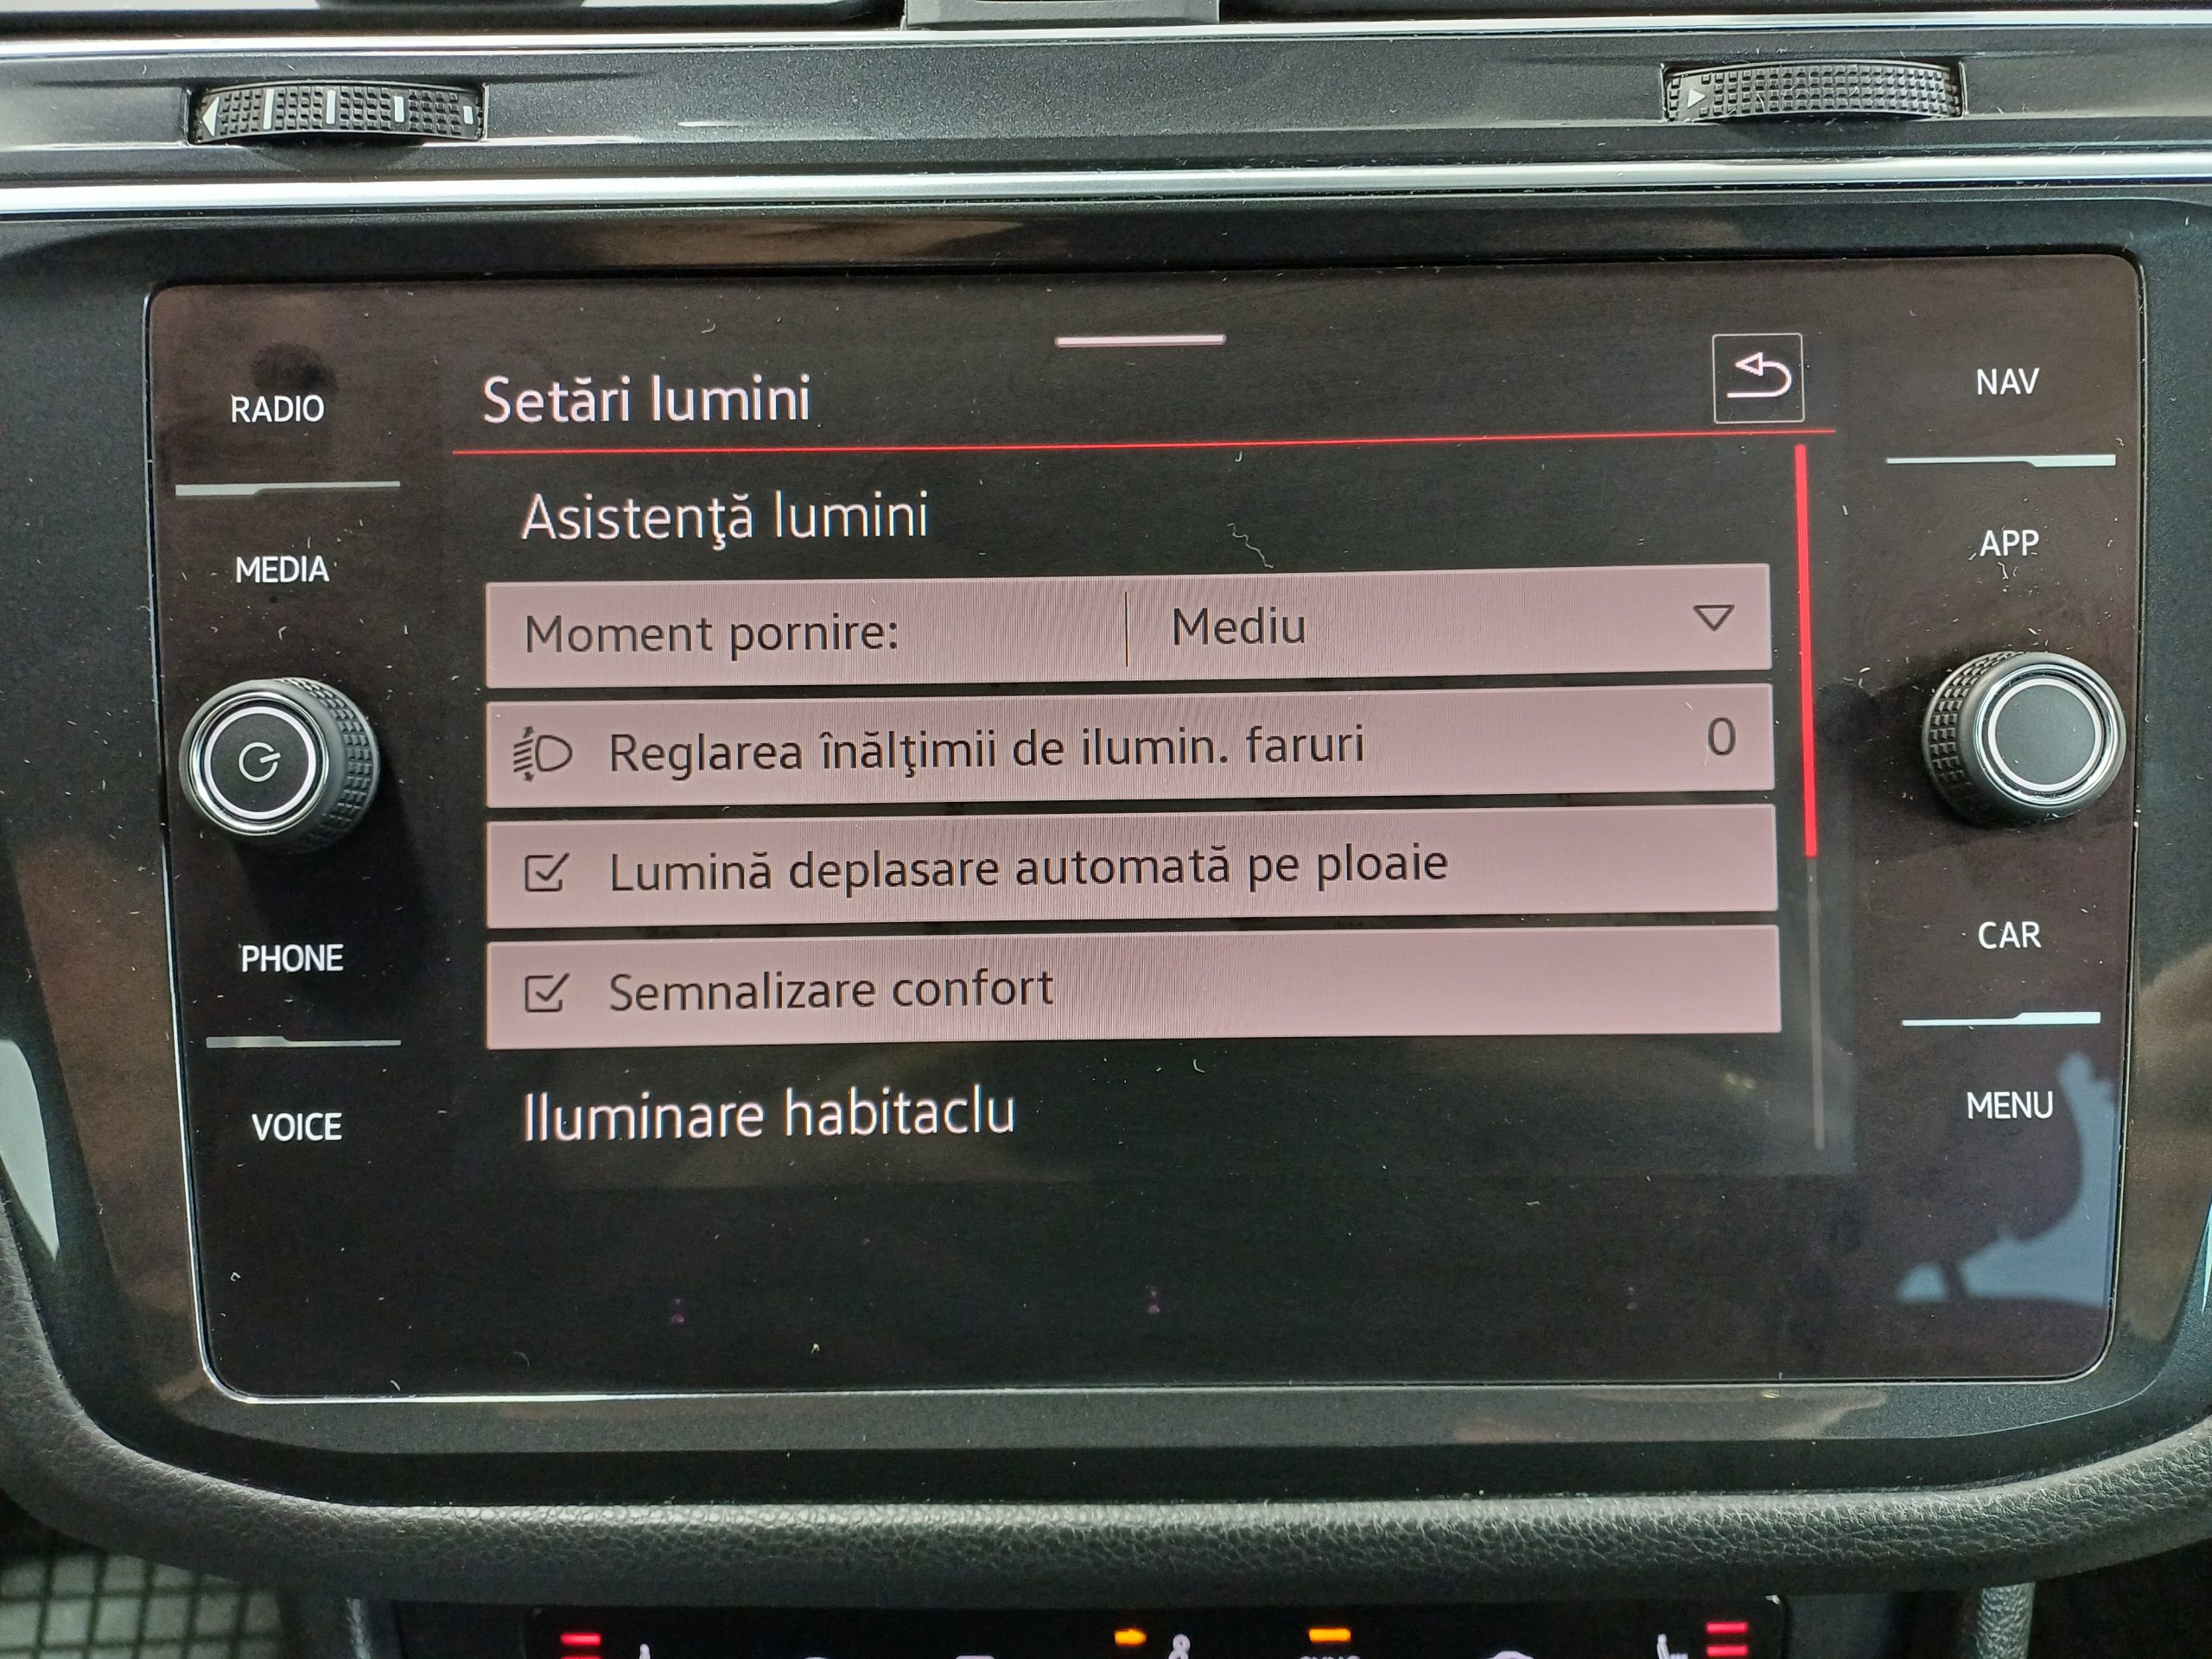 RADIO
MEDIA
PHONE
VOICE
Setări lumini
Asistenţă lumini
Moment pornire: Mediu
Reglarea înălţimii de ilumin. faruri 0
Lumină deplasare automată pe ploaie
Semnalizare confort
Iluminare habitaclu
NAV
APP
CAR
MENU